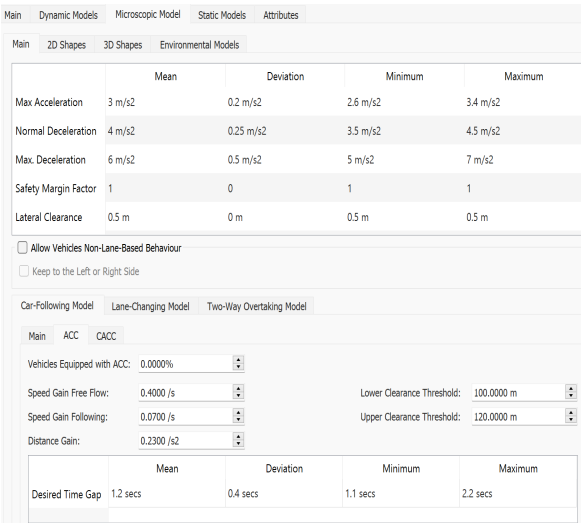 Main Dynamic Models Microscopic Model Static Models Attributes
Main 2D Shapes 3D Shapes Environmental Models
Mean Deviation Minimum Maximum
Max Acceleration 3 m/s2 0.2 m/s2 2.6 m/s2 3.4 m/s2
Normal Deceleration 4 m/s2 0.25 m/s2 3.5 m/s2 4.5 m/s2
Max. Deceleration 6 m/s2 0.5 m/s2 5 m/s2 7 m/s2
Safety Margin Factor 1 0 1 1
Lateral Clearance 0.5 m 0 m 0.5 m 0.5 m
Allow Vehicles Non-Lane-Based Behaviour
Keep to the Left or Right Side
Car-Following Model Lane-Changing Model Two-Way Overtaking Model
Main ACC CACC
Vehicles Equipped with ACC: 0.0000%
Speed Gain Free Flow: 0.4000 /s Lower Clearance Threshold: 100.0000 m
Speed Gain Following: 0.0700 /s Upper Clearance Threshold: 120.0000 m
Distance Gain: 0.2300 /s2
Mean Deviation Minimum Maximum
Desired Time Gap 1.2 secs 0.4 secs 1.1 secs 2.2 secs